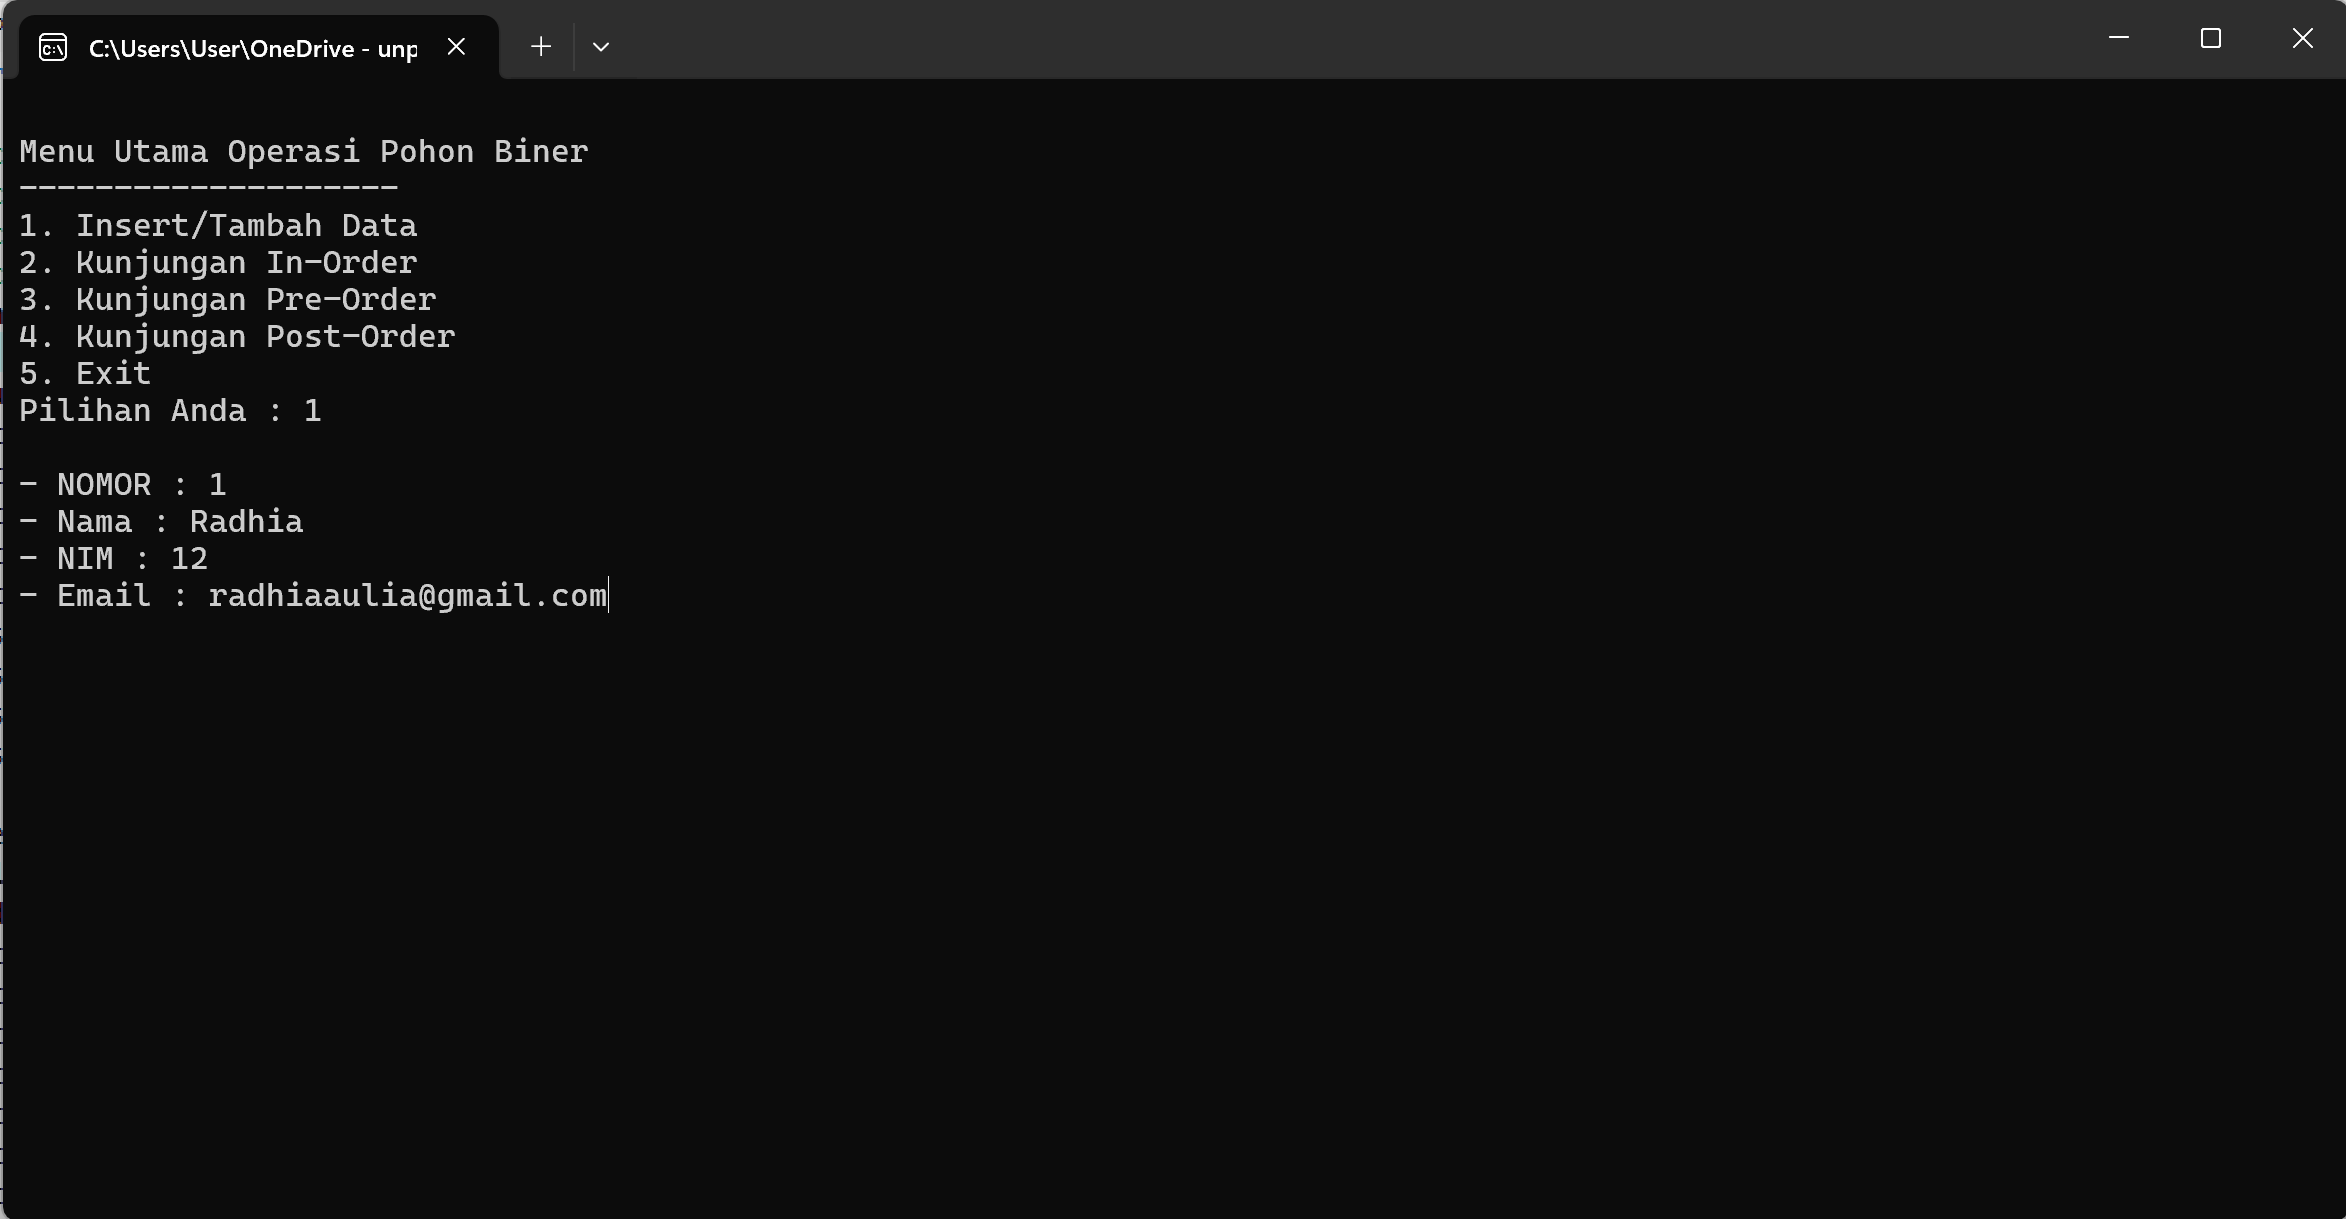 C:\Users\User\OneDrive - unp
Menu Utama Operasi Pohon Biner
--------------------
1. Insert/Tambah Data
2. Kunjungan In-Order
3. Kunjungan Pre-Order
4. Kunjungan Post-Order
5. Exit
Pilihan Anda : 1
- NOMOR : 1
- Nama : Radhia
- NIM : 12
- Email : radhiaaulia@gmail.com